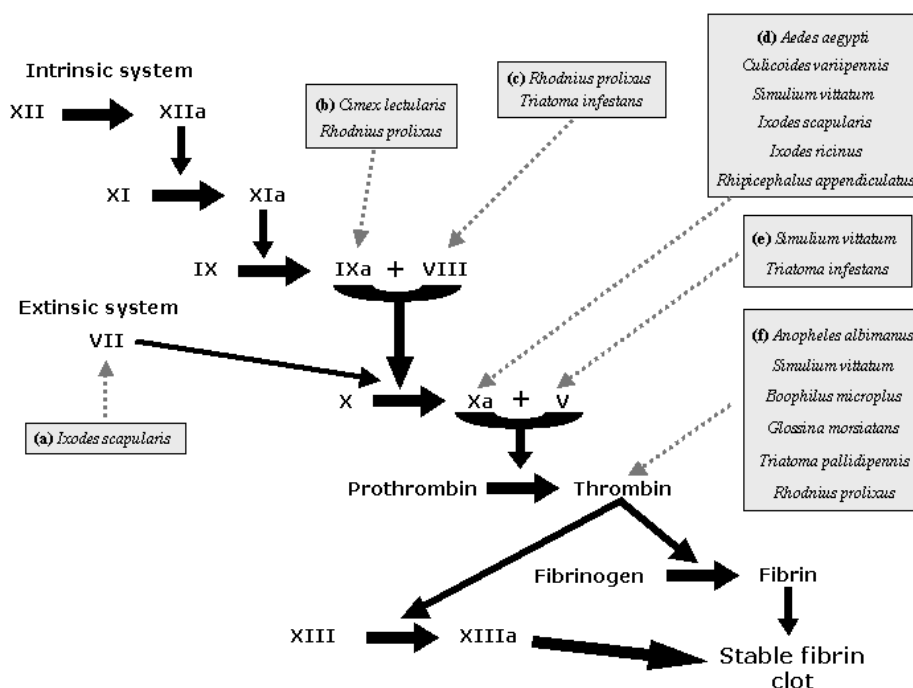 (d) Aedes aegypti
Culicoides variipennis
Simulium vittatum
Ixodes scapularis
Ixodes ricinus
Rhipicephalus appendiculatus
Intrinsic system
XII
XIIa
(b) Cimex lectularis
Rhodnius prolixus
(c) Rhodnius prolixus
Triatoma infestans
XI
XIa
IX
IXa + VIII
(e) Simulium vittatum
Triatoma infestans
Extinsic system
VII
(a) Ixodes scapularis
X
Xa + V
(f) Anopheles albimanus
Simulium vittatum
Boophilus microplus
Glossina morsiatans
Triatoma pallidipennis
Rhodnius prolixus
Prothrombin
Thrombin
Fibrinogen
Fibrin
XIII
XIIIa
Stable fibrin
clot